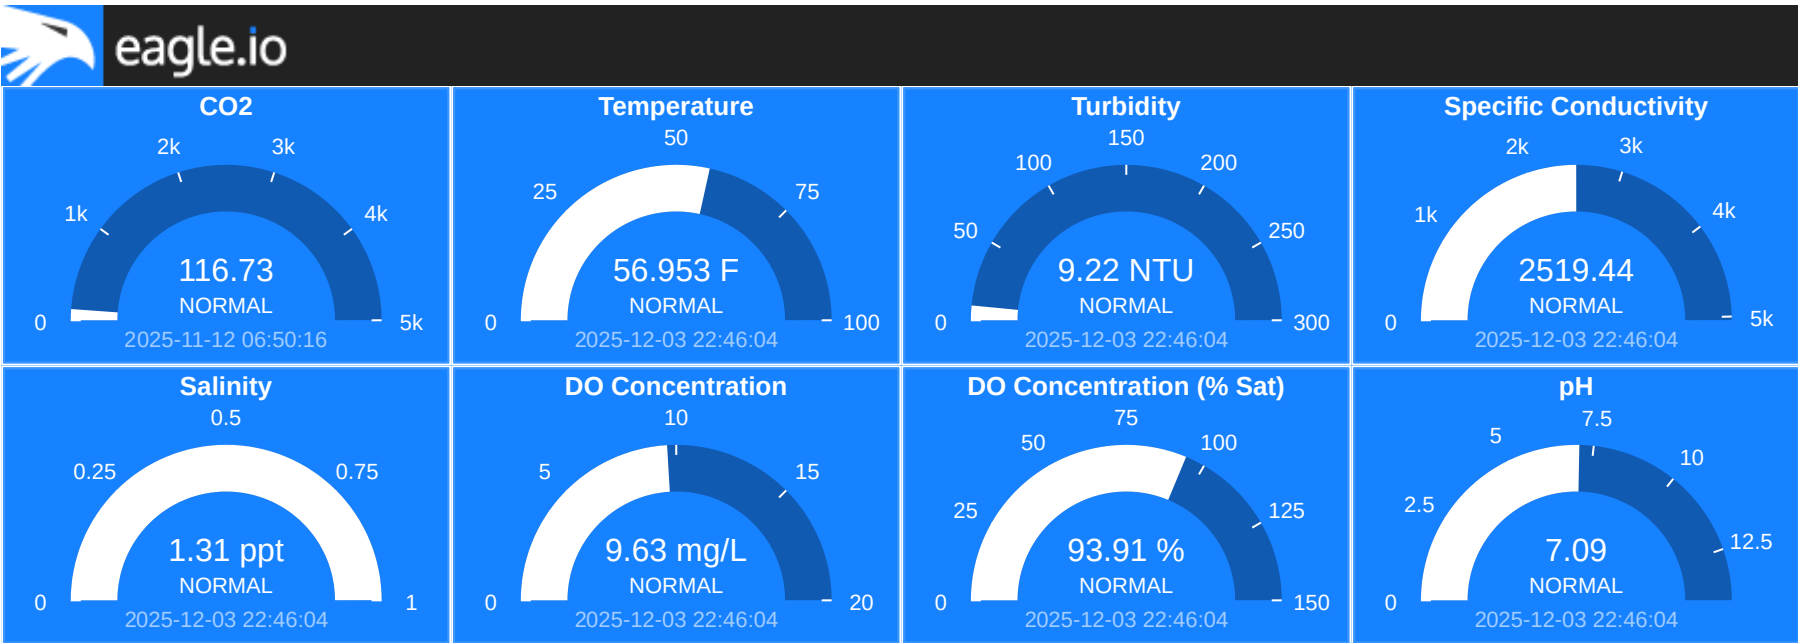 eagle.io
CO2
0
1k
2k
3k
4k
5k
116.73
NORMAL
2025-11-12 06:50:16
Temperature
0
25
50
75
100
56.953 F
NORMAL
2025-12-03 22:46:04
Turbidity
0
50
100
150
200
250
300
9.22 NTU
NORMAL
2025-12-03 22:46:04
Specific Conductivity
0
1k
2k
3k
4k
5k
2519.44
NORMAL
2025-12-03 22:46:04
Salinity
0
0.25
0.5
0.75
1
1.31 ppt
NORMAL
2025-12-03 22:46:04
DO Concentration
0
5
10
15
20
9.63 mg/L
NORMAL
2025-12-03 22:46:04
DO Concentration (% Sat)
0
25
50
75
100
125
150
93.91 %
NORMAL
2025-12-03 22:46:04
pH
0
2.5
5
7.5
10
12.5
7.09
NORMAL
2025-12-03 22:46:04